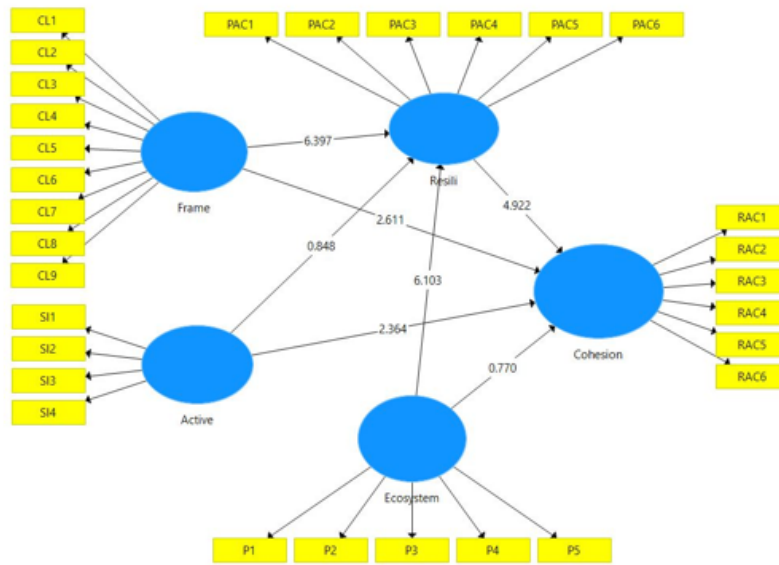 CL1
CL2
CL3
CL4
CL5
CL6
CL7
CL8
CL9
Frame
PAC1 PAC2 PAC3 PAC4 PAC5 PAC6
Resili
6.397
2.611
0.848
4.922
6.103
2.364
0.770
SI1
SI2
SI3
SI4
Active
RAC1
RAC2
RAC3
RAC4
RAC5
RAC6
Cohesion
Ecosystem
P1 P2 P3 P4 P5